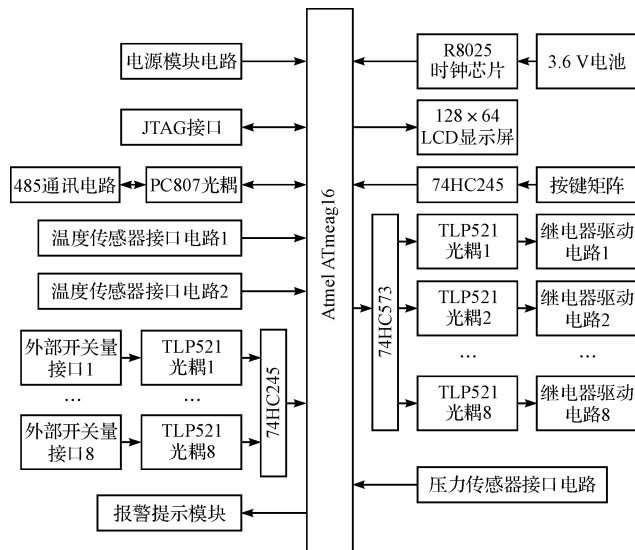 电源模块电路
JTAG接口
485通讯电路
PC807光耦
温度传感器接口电路1
温度传感器接口电路2
外部开关量
接口1
TLP521
光耦1
...
...
外部开关量
接口8
TLP521
光耦8
74HC245
报警提示模块
Atmel ATmeag16
R8025
时钟芯片
3.6 V电池
128×64
LCD显示屏
74HC245
按键矩阵
74HC573
TLP521
光耦1
继电器驱动
电路1
TLP521
光耦2
继电器驱动
电路2
...
...
TLP521
光耦8
继电器驱动
电路8
压力传感器接口电路